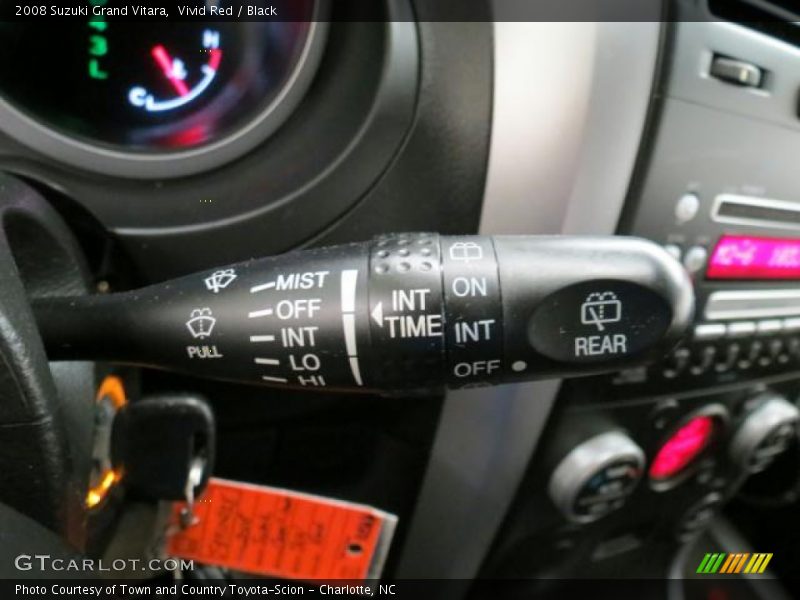 2008 Suzuki Grand Vitara,  Vivid Red / Black
H
L
C
MIST
OFF
INT
LO
HI
PULL
INT
TIME
ON
INT
OFF
REAR
GTCARLOT.COM
Photo Courtesy of Town and Country Toyota-Scion - Charlotte, NC